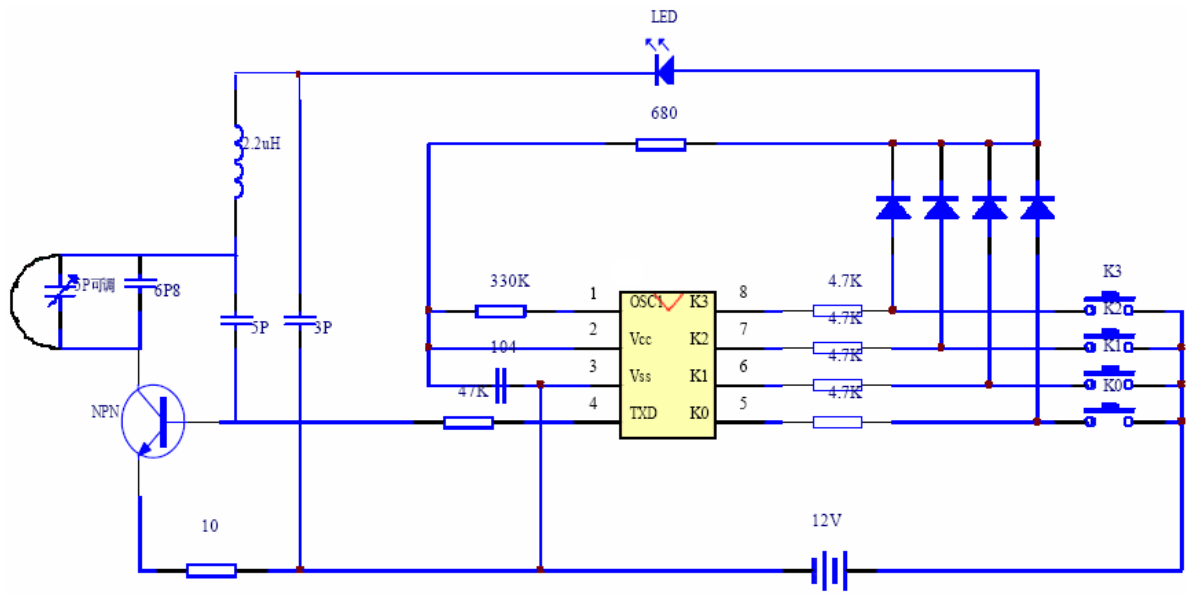 LED
680
2.2uH
5P可调
6P8
5P
3P
NPN
10
330K
104
47K
1
2
3
4
OSC1
Vcc
Vss
TXD
K3
K2
K1
K0
8
7
6
5
4.7K
4.7K
4.7K
4.7K
K3
K2
K1
K0
12V